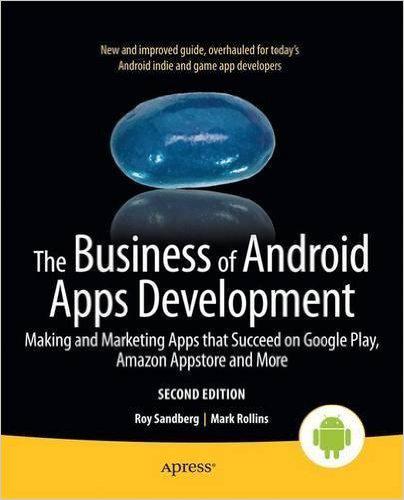 New and improved guide, overhauled for today's
Android indie and game app developers
The Business of Android
Apps Development
Making and Marketing Apps that Succeed on Google Play,
Amazon Appstore and More
SECOND EDITION
Roy Sandberg | Mark Rollins
Apress®